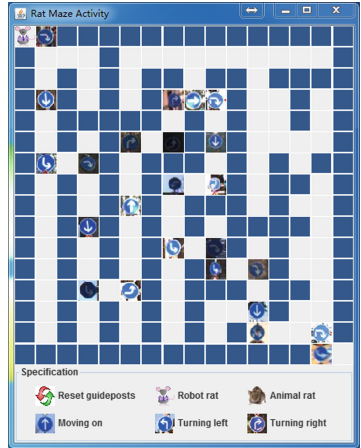 Rat Maze Activity
Specification
Reset guideposts
Robot rat
Animal rat
Moving on
Turning left
Turning right